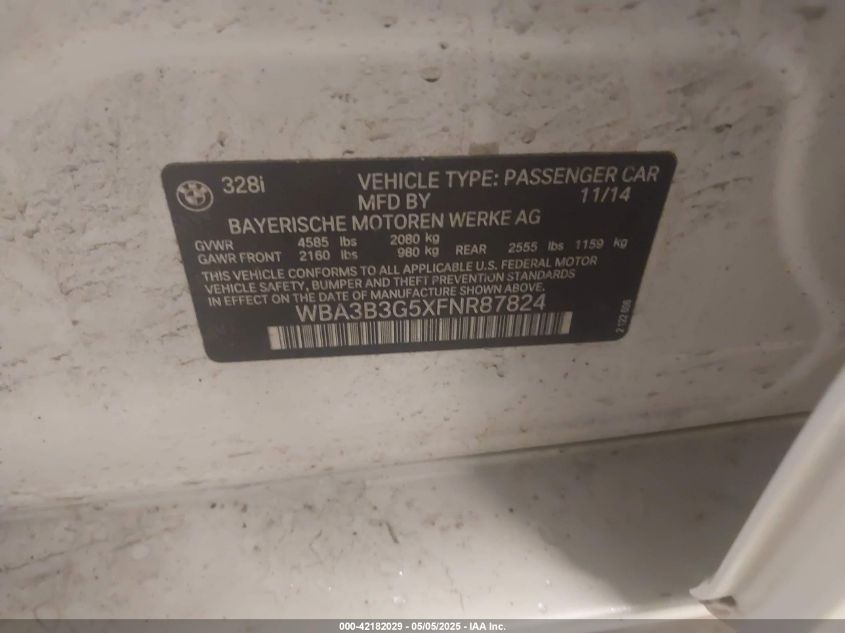 BMW 328i VEHICLE TYPE: PASSENGER CAR
MFD BY 11/14
BAYERISCHE MOTOREN WERKE AG
GVWR 4585 lbs 2080 kg
GAWR FRONT 2160 lbs 980 kg REAR 2555 lbs 1159 kg
THIS VEHICLE CONFORMS TO ALL APPLICABLE U.S. FEDERAL MOTOR
VEHICLE SAFETY, BUMPER AND THEFT PREVENTION STANDARDS
IN EFFECT ON THE DATE OF MANUFACTURE SHOWN ABOVE.
WBA3B3G5XFNR87824
000-42182029 - 05/05/2025 - IAA Inc.